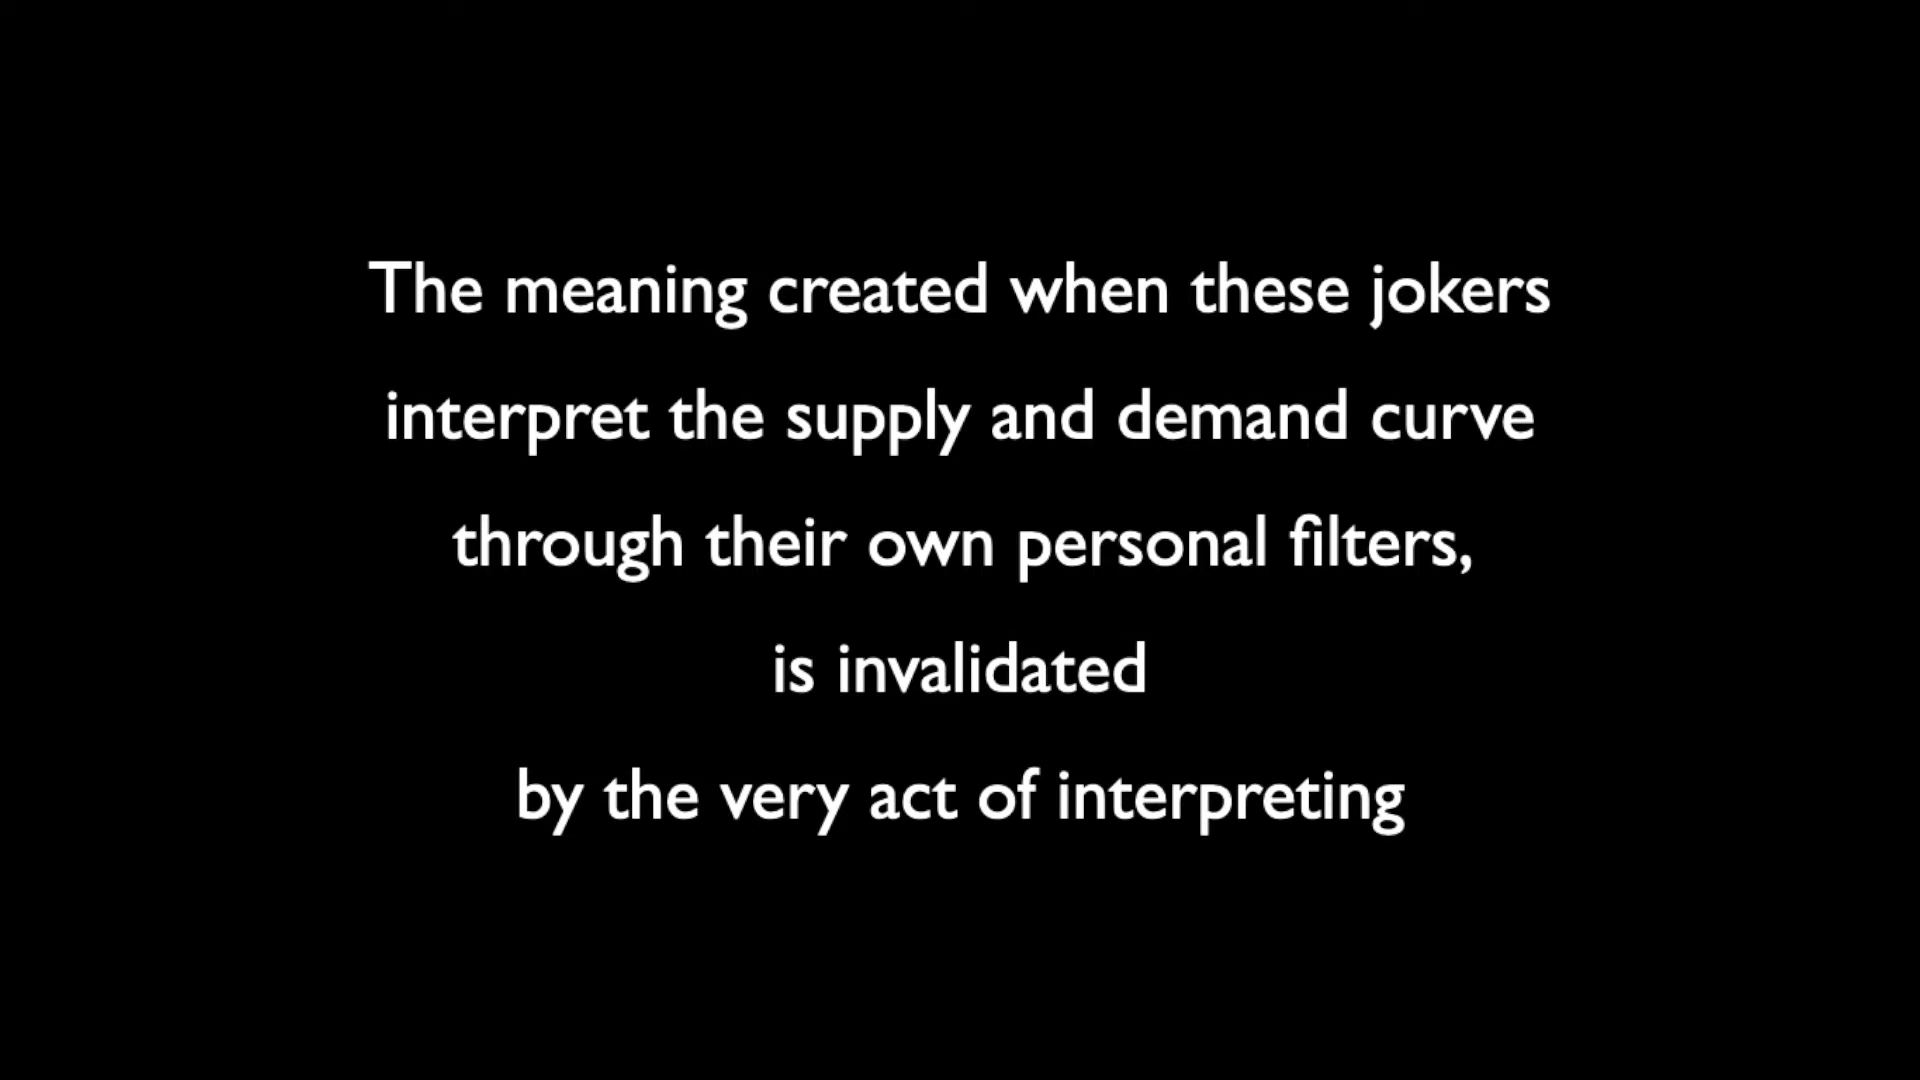 The meaning created when these jokers
interpret the supply and demand curve
through their own personal filters,
is invalidated
by the very act of interpreting